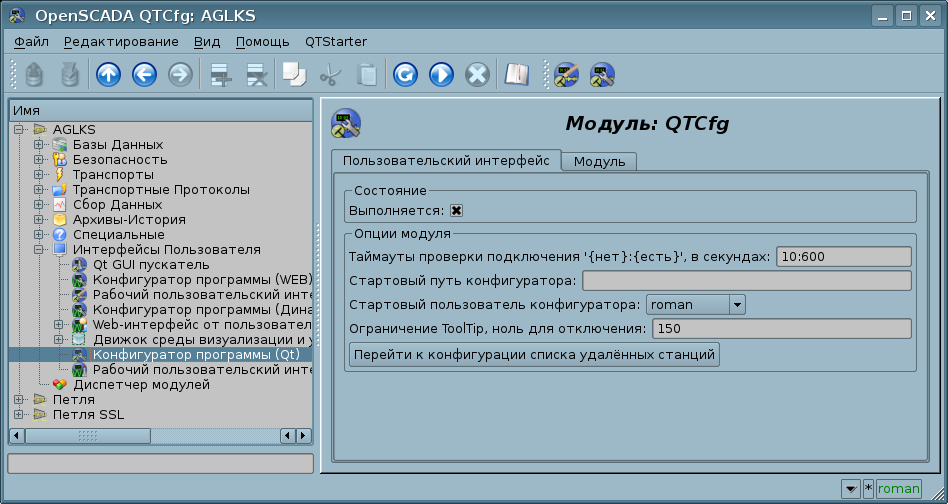 OpenSCADA QTCfg: AGLKS
Файл Редактирование Вид Помощь QTStarter
Имя
AGLKS
Базы Данных
Безопасность
Транспорты
Транспортные Протоколы
Сбор Данных
Архивы-История
Специальные
Интерфейсы Пользователя
Qt GUI пускатель
Конфигуратор программы (WEB)
Рабочий пользовательский инте
Конфигуратор программы (Дина
Web-интерфейс от пользовател
Движок среды визуализации и у
Конфигуратор программы (Qt)
Рабочий пользовательский инте
Диспетчер модулей
Петля
Петля SSL
Модуль: QTCfg
Пользовательский интерфейс Модуль
Состояние
Выполняется:
Опции модуля
Таймауты проверки подключения '{нет}:{есть}', в секундах: 10:600
Стартовый путь конфигуратора:
Стартовый пользователь конфигуратора: roman
Ограничение ToolTip, ноль для отключения: 150
Перейти к конфигурации списка удалённых станций
* roman